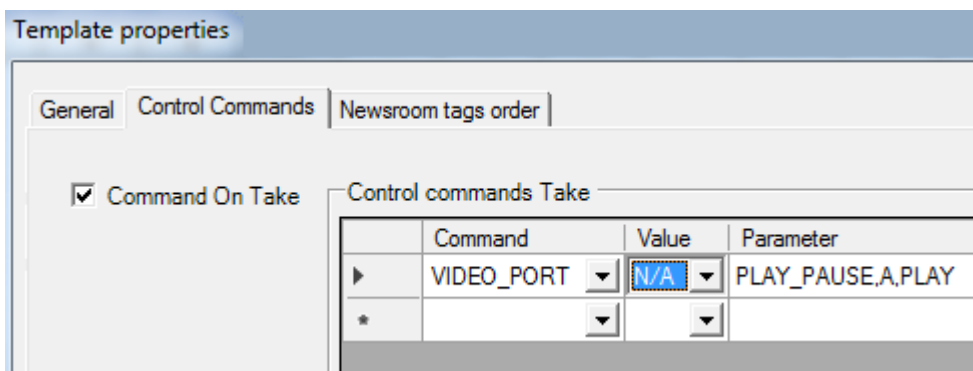 Template properties
General Control Commands Newsroom tags order
Command On Take Control commands Take
Command Value Parameter
VIDEO_PORT N/A PLAY_PAUSE,A,PLAY